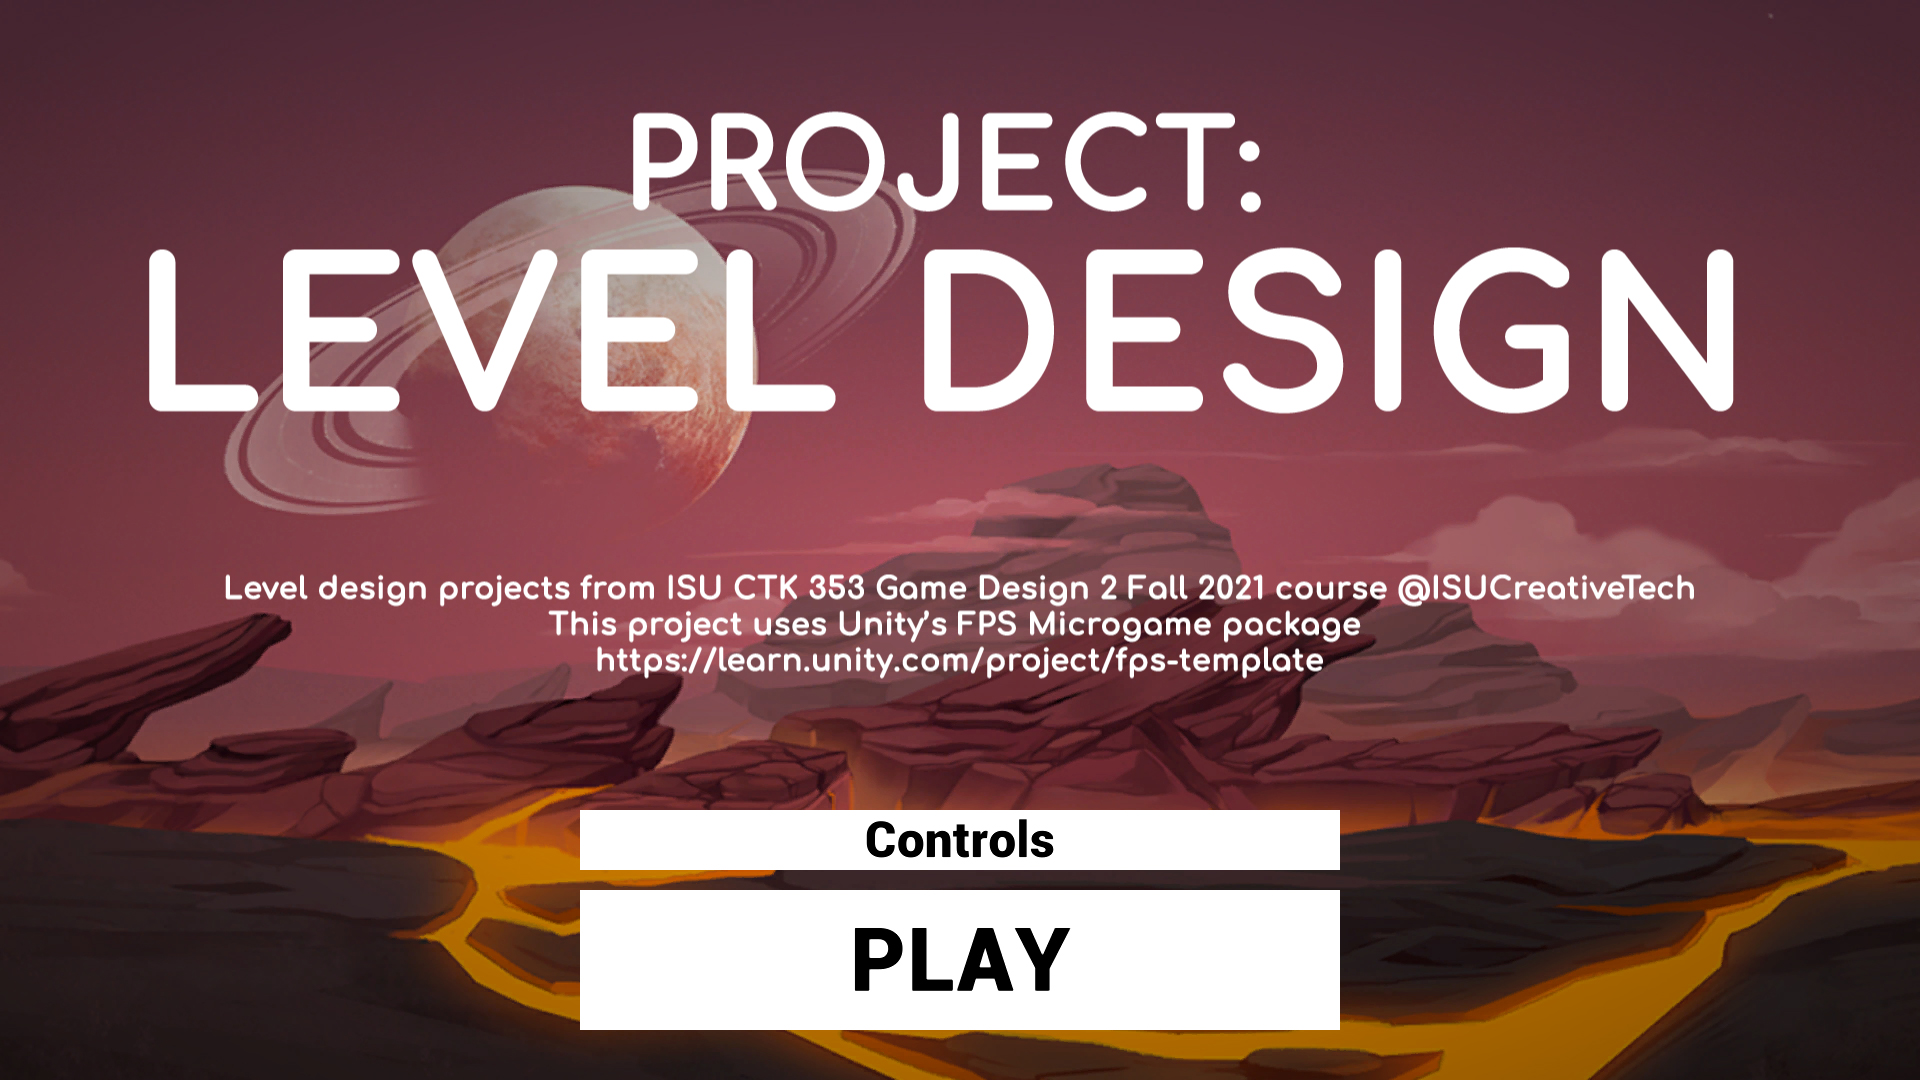 PROJECT:
LEVEL DESIGN
Level design projects from ISU CTK 353 Game Design 2 Fall 2021 course @ISUCreativeTech
This project uses Unity’s FPS Microgame package
https://learn.unity.com/project/fps-template
Controls
PLAY